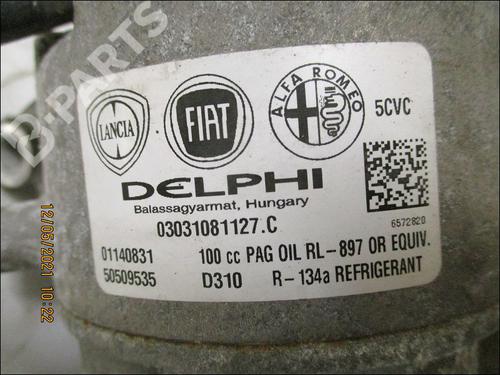 B-PARTS
LANCIA
FIAT
ALFA ROMEO
5CVC
DELPHI
Balassagyarmat, Hungary
03031081127.C
6572820
01140831 100 cc PAG OIL RL-897 OR EQUIV.
50509535 D310 R-134a REFRIGERANT
12/05/2021 10:22